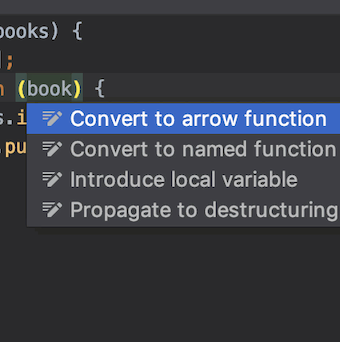 books) {
;
(book) {
s.i
.pu
Convert to arrow function
Convert to named function
Introduce local variable
Propagate to destructuring